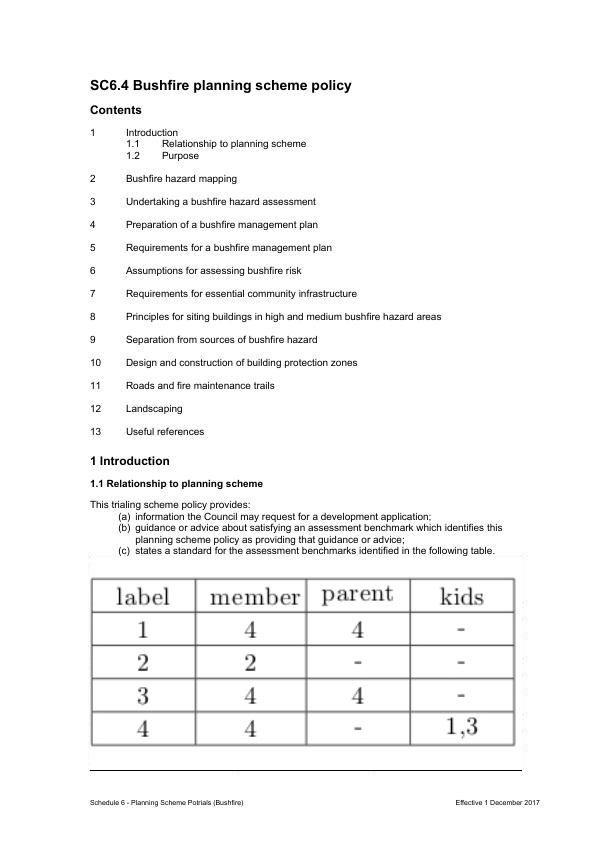 SC6.4 Bushfire planning scheme policy
Contents
1 Introduction
1.1 Relationship to planning scheme
1.2 Purpose
2 Bushfire hazard mapping
3 Undertaking a bushfire hazard assessment
4 Preparation of a bushfire management plan
5 Requirements for a bushfire management plan
6 Assumptions for assessing bushfire risk
7 Requirements for essential community infrastructure
8 Principles for siting buildings in high and medium bushfire hazard areas
9 Separation from sources of bushfire hazard
10 Design and construction of building protection zones
11 Roads and fire maintenance trails
12 Landscaping
13 Useful references
1 Introduction
1.1 Relationship to planning scheme
This trialing scheme policy provides:
(a) information the Council may request for a development application;
(b) guidance or advice about satisfying an assessment benchmark which identifies this
planning scheme policy as providing that guidance or advice;
(c) states a standard for the assessment benchmarks identified in the following table.
label member parent kids
1 4 4 -
2 2 - -
3 4 4 -
4 4 - 1,3
Schedule 6 - Planning Scheme Potrials (Bushfire) Effective 1 December 2017